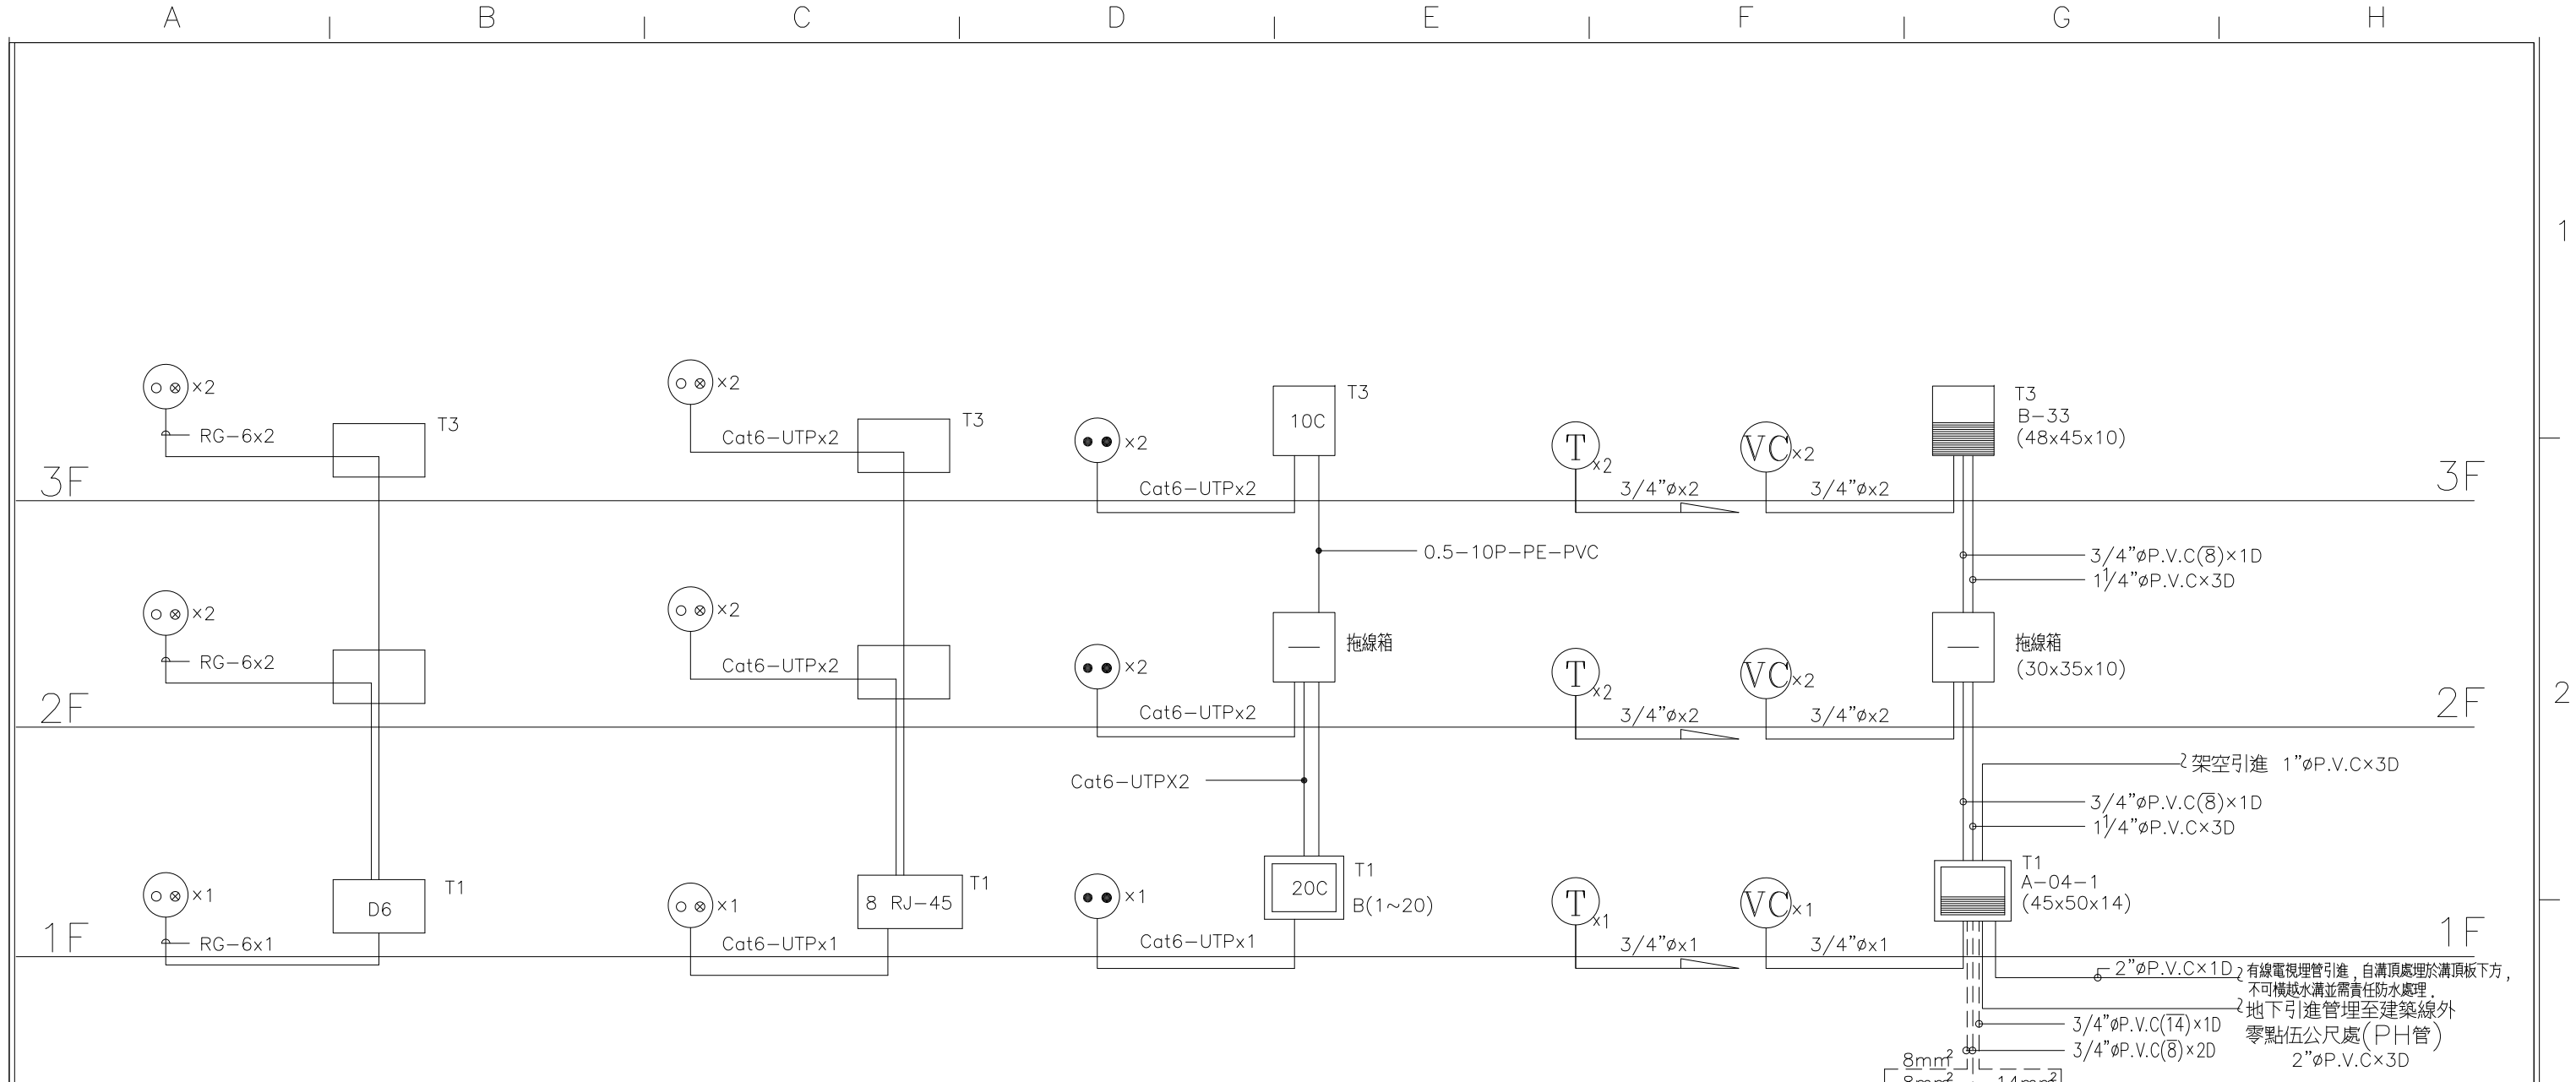 A B C D E F G H
1
×2
RG-6x2
T3
×2
Cat6-UTPx2
T3
×2
Cat6-UTPx2
10C
T3
T
x2
3/4"øx2
VC
×2
3/4"øx2
T3
B-33
(48x45x10)
3F
3F
0.5-10P-PE-PVC
3/4"øP.V.C(8)×1D
1 1/4"øP.V.C×3D
×2
RG-6x2
×2
Cat6-UTPx2
×2
Cat6-UTPx2
拖線箱
T
x2
3/4"øx2
VC
×2
3/4"øx2
拖線箱
(30x35x10)
2F
2F
2
Cat6-UTPX2
架空引進 1"øP.V.C×3D
3/4"øP.V.C(8)×1D
1 1/4"øP.V.C×3D
×1
RG-6x1
D6
T1
×1
Cat6-UTPx1
8 RJ-45
T1
×1
Cat6-UTPx1
20C
T1
B(1~20)
T
x1
3/4"øx1
VC
×1
3/4"øx1
T1
A-04-1
(45x50x14)
1F
1F
2"øP.V.C×1D
有線電視埋管引進,自溝頂處埋於溝頂板下方,
不可橫越水溝並需責任防水處理.
地下引進管埋至建築線外
零點伍公尺處(PH管)
2"øP.V.C×3D
3/4"øP.V.C(14)×1D
3/4"øP.V.C(8)×2D
8mm²
8mm²
14mm²